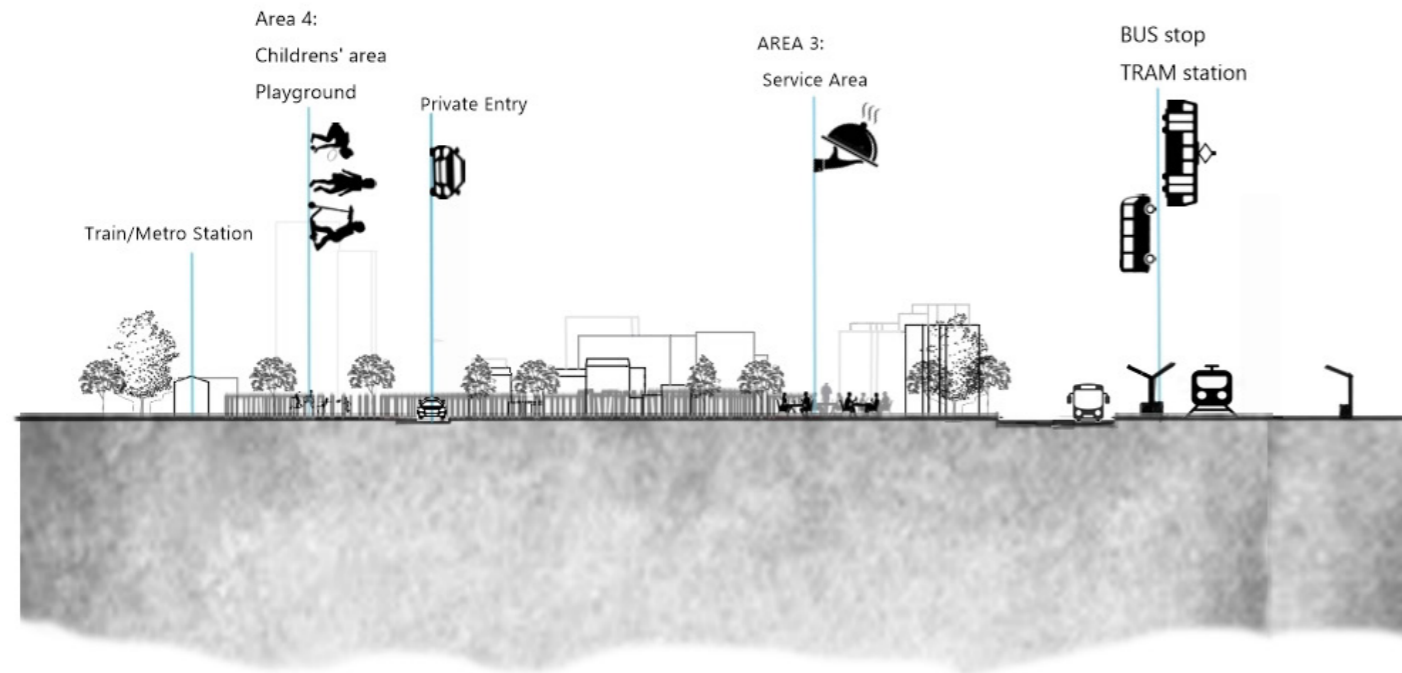 Area 4:
Childrens' area
Playground
Private Entry
Train/Metro Station
AREA 3:
Service Area
BUS stop
TRAM station